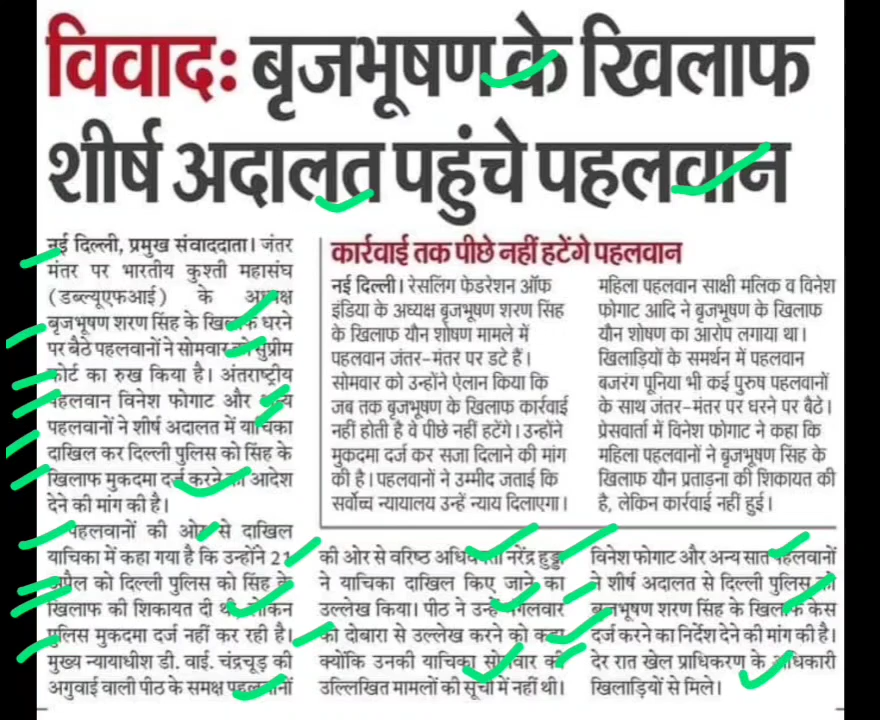 विवादः बृजभूषण के खिलाफ
शीर्ष अदालत पहुंचे पहलवान
नई दिल्ली, प्रमुख संवाददाता। जंतर
मंतर पर भारतीय कुश्ती महासंघ
(डब्ल्यूएफआई) के अध्यक्ष
बृजभूषण शरण सिंह के खिलाफ धरने
पर बैठे पहलवानों ने सोमवार को सुप्रीम
कोर्ट का रुख किया है। अंतराष्ट्रीय
पहलवान विनेश फोगाट और अन्य
पहलवानों ने शीर्ष अदालत में याचिका
दाखिल कर दिल्ली पुलिस को सिंह के
खिलाफ मुकदमा दर्ज करने का आदेश
देने की मांग की है।
पहलवानों की ओर से दाखिल
याचिका में कहा गया है कि उन्होंने 21
अप्रैल को दिल्ली पुलिस को सिंह के
खिलाफ की शिकायत दी थी लेकिन
पुलिस मुकदमा दर्ज नहीं कर रही है।
मुख्य न्यायाधीश डी. वाई. चंद्रचूड़ की
अगुवाई वाली पीठ के समक्ष पहलवानों
कार्रवाई तक पीछे नहीं हटेंगे पहलवान
नई दिल्ली। रेसलिंग फेडरेशन ऑफ
इंडिया के अध्यक्ष बृजभूषण शरण सिंह
के खिलाफ यौन शोषण मामले में
पहलवान जंतर-मंतर पर डटे हैं।
सोमवार को उन्होंने ऐलान किया कि
जब तक बृजभूषण के खिलाफ कार्रवाई
नहीं होती है वे पीछे नहीं हटेंगे। उन्होंने
मुकदमा दर्ज कर सजा दिलाने की मांग
की है। पहलवानों ने उम्मीद जताई कि
सर्वोच्च न्यायालय उन्हें न्याय दिलाएगा।
महिला पहलवान साक्षी मलिक व विनेश
फोगाट आदि ने बृजभूषण के खिलाफ
यौन शोषण का आरोप लगाया था।
खिलाड़ियों के समर्थन में पहलवान
बजरंग पूनिया भी कई पुरुष पहलवानों
के साथ जंतर-मंतर पर धरने पर बैठे।
प्रेसवार्ता में विनेश फोगाट ने कहा कि
महिला पहलवानों ने बृजभूषण सिंह के
खिलाफ यौन प्रताड़ना की शिकायत की
है, लेकिन कार्रवाई नहीं हुई।
की ओर से वरिष्ठ अधिवक्ता नरेंद्र हुड्डा
ने याचिका दाखिल किए जाने का
उल्लेख किया। पीठ ने उन्हें मंगलवार
को दोबारा से उल्लेख करने को कहा
क्योंकि उनकी याचिका सोमवार की
उल्लिखित मामलों की सूची में नहीं थी।
विनेश फोगाट और अन्य सात पहलवानों
ने शीर्ष अदालत से दिल्ली पुलिस को
बृजभूषण शरण सिंह के खिलाफ केस
दर्ज करने का निर्देश देने की मांग की है।
देर रात खेल प्राधिकरण के अधिकारी
खिलाड़ियों से मिले।